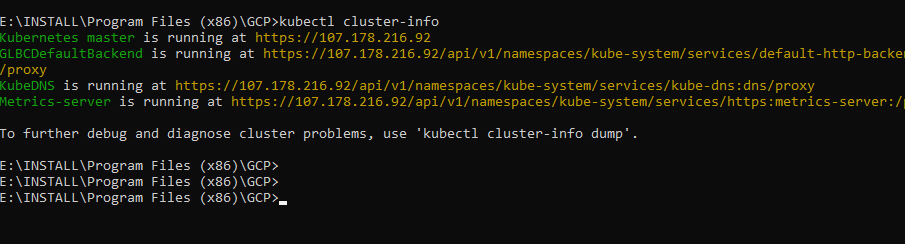 E:\INSTALL\Program Files (x86)\GCP>kubectl cluster-info
Kubernetes master is running at https://107.178.216.92
GLBCDefaultBackend is running at https://107.178.216.92/api/v1/namespaces/kube-system/services/default-http-backe
/proxy
KubeDNS is running at https://107.178.216.92/api/v1/namespaces/kube-system/services/kube-dns:dns/proxy
Metrics-server is running at https://107.178.216.92/api/v1/namespaces/kube-system/services/https:metrics-server:/p
To further debug and diagnose cluster problems, use 'kubectl cluster-info dump'.
E:\INSTALL\Program Files (x86)\GCP>
E:\INSTALL\Program Files (x86)\GCP>
E:\INSTALL\Program Files (x86)\GCP>